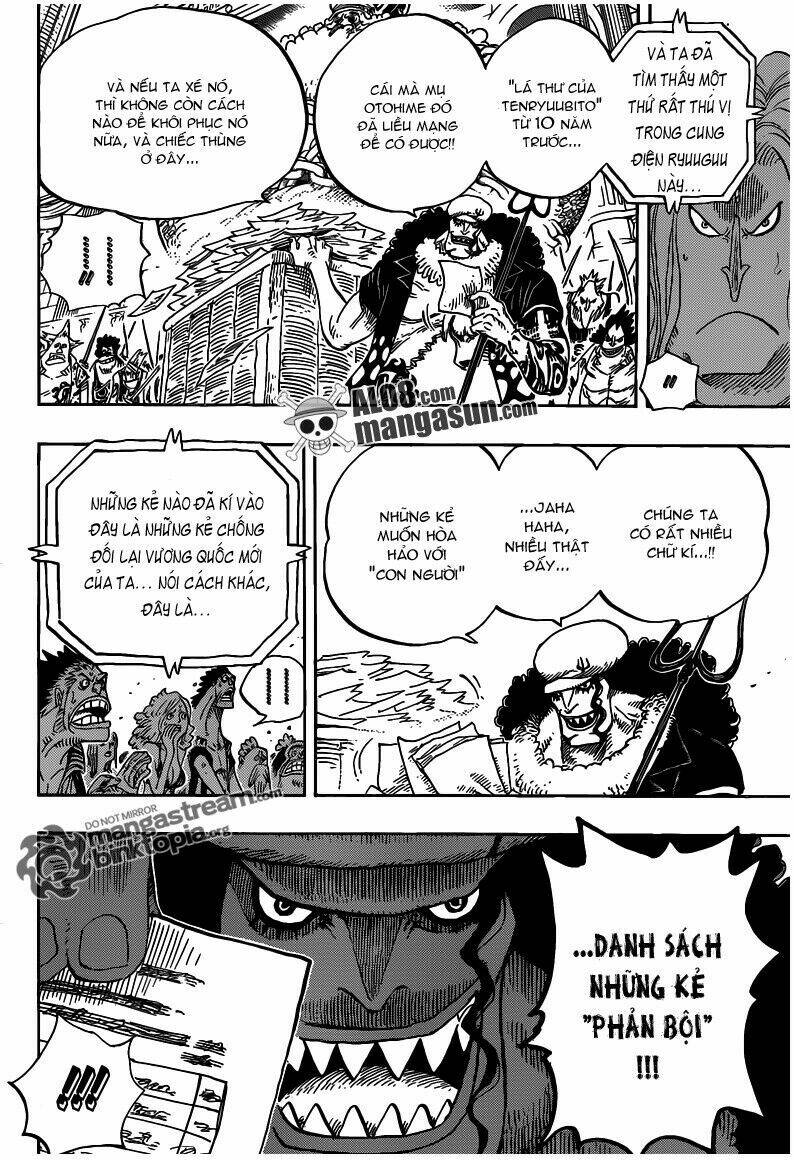 VÀ TA ĐÃ
TÌM THẤY MỘT
THỨ RẤT THÚ VỊ
TRONG CUNG
ĐIỆN RYUUGUU
NÀY...
"LÁ THƯ CỦA
TENRYUUBITO"
TỪ 10 NĂM
TRƯỚC...
CÁI MÀ MỤ
OTOHIME ĐÓ
ĐÃ LIỀU MẠNG
ĐỂ CÓ ĐƯỢC!!
VÀ NẾU TA XÉ NÓ,
THÌ KHÔNG CÒN CÁCH
NÀO ĐỂ KHÔI PHỤC NÓ
NỮA, VÀ CHIẾC THÙNG
Ở ĐÂY...
!!
ALO8.com
mangasun.com
CHÚNG TA
CÓ RẤT NHIỀU
CHỮ KÍ...!!
...JAHA
HAHA,
NHIỀU THẬT
ĐẤY...
NHỮNG KẺ
MUỐN HÒA
HẢO VỚI
"CON NGƯỜI"
NHỮNG KẺ NÀO ĐÃ KÍ VÀO
ĐÂY LÀ NHỮNG KẺ CHỐNG
ĐỐI LẠI VƯƠNG QUỐC MỚI
CỦA TA... NÓI CÁCH KHÁC,
ĐÂY LÀ...
DO NOT MIRROR
mangastream.com
binktopia.org
...DANH SÁCH
NHỮNG KẺ
"PHẢN BỘI"
!!!
!!!